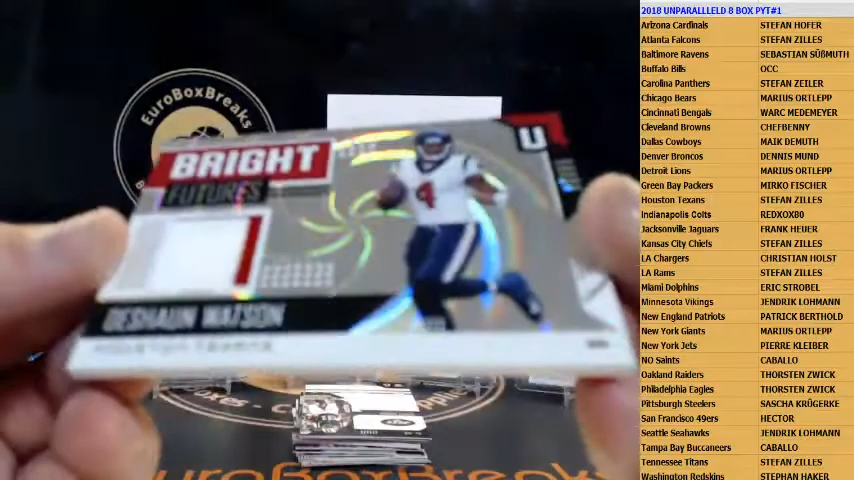 EuroBoxBreaks
BRIGHT
FUTURES
U
4
DESHAUN WATSON
HOUSTON TEXANS
EuroBoxBreaks
2018 UNPARALLLELD 8 BOX PYT#1
Arizona Cardinals STEFAN HOFER
Atlanta Falcons STEFAN ZILLES
Baltimore Ravens SEBASTIAN SÜßMUTH
Buffalo Bills OCC
Carolina Panthers STEFAN ZEILER
Chicago Bears MARIUS ORTLEPP
Cincinnati Bengals WARC MEDEMEYER
Cleveland Browns CHEFBENNY
Dallas Cowboys MAIK DEMUTH
Denver Broncos DENNIS MUND
Detroit Lions MARIUS ORTLEPP
Green Bay Packers MIRKO FISCHER
Houston Texans STEFAN ZILLES
Indianapolis Colts REDXOX80
Jacksonville Jaguars FRANK HEUER
Kansas City Chiefs STEFAN ZILLES
LA Chargers CHRISTIAN HOLST
LA Rams STEFAN ZILLES
Miami Dolphins ERIC STROBEL
Minnesota Vikings JENDRIK LOHMANN
New England Patriots PATRICK BERTHOLD
New York Giants MARIUS ORTLEPP
New York Jets PIERRE KLEIBER
NO Saints CABALLO
Oakland Raiders THORSTEN ZWICK
Philadelphia Eagles THORSTEN ZWICK
Pittsburgh Steelers SASCHA KRÜGERKE
San Francisco 49ers HECTOR
Seattle Seahawks JENDRIK LOHMANN
Tampa Bay Buccaneers CABALLO
Tennessee Titans STEFAN ZILLES
Washington Redskins STEPHAN HAKER